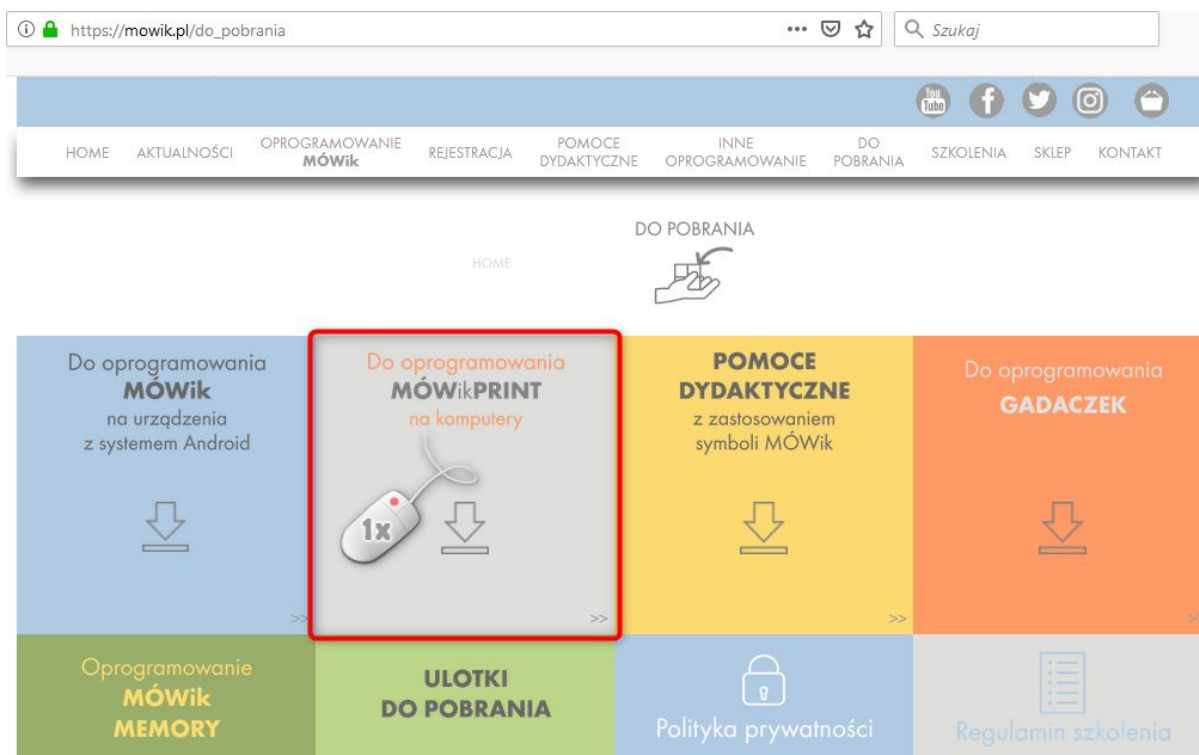 https://mowik.pl/do_pobrania
Szukaj
You
Tube
HOME
AKTUALNOŚCI
OPROGRAMOWANIE
MÓWik
REJESTRACJA
POMOCE
DYDAKTYCZNE
INNE
OPROGRAMOWANIE
DO
POBRANIA
SZKOLENIA
SKLEP
KONTAKT
DO POBRANIA
HOME
Do oprogramowania
MÓWik
na urządzenia
z systemem Android
>>
Do oprogramowania
MÓWikPRINT
na komputery
1x
>>
POMOCE
DYDAKTYCZNE
z zastosowaniem
symboli MÓWik
>>
Do oprogramowania
GADACZEK
>>
Oprogramowanie
MÓWik
MEMORY
ULOTKI
DO POBRANIA
Polityka prywatności
Regulamin szkolenia